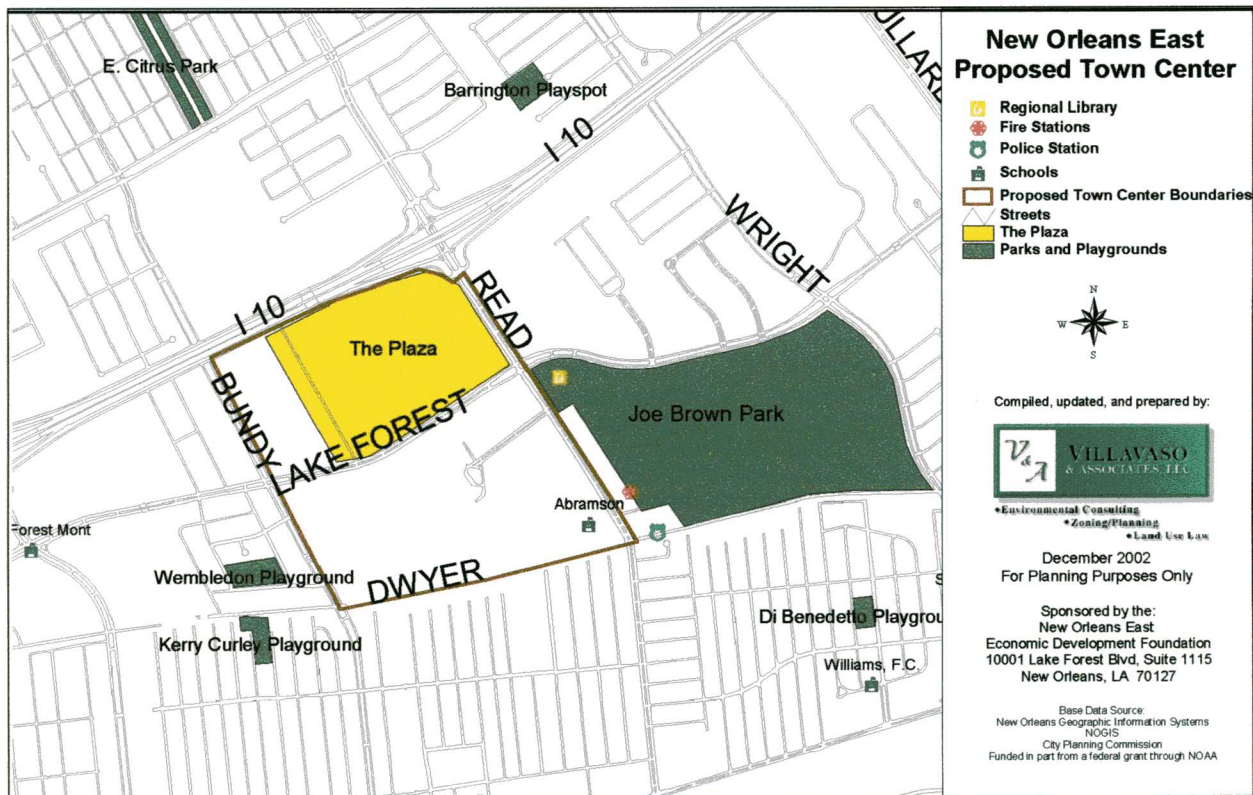 E. Citrus Park
Barrington Playspot
I 10
WRIGHT
I 10
READ
The Plaza
BUNDY
LAKE FOREST
Joe Brown Park
Abramson
Forest Mont
Wembledon Playground
DWYER
Kerry Curley Playground
Di Benedetto Playgrou
Williams, F.C.
New Orleans East
Proposed Town Center
Regional Library
Fire Stations
Police Station
Schools
Proposed Town Center Boundaries
Streets
The Plaza
Parks and Playgrounds
N
W E
S
Compiled, updated, and prepared by:
V & A
VILLAVASO
& ASSOCIATES, LLC
•Environmental Consulting
•Zoning/Planning
•Land Use Law
December 2002
For Planning Purposes Only
Sponsored by the:
New Orleans East
Economic Development Foundation
10001 Lake Forest Blvd, Suite 1115
New Orleans, LA 70127
Base Data Source:
New Orleans Geographic Information Systems
NOGIS
City Planning Commission
Funded in part from a federal grant through NOAA